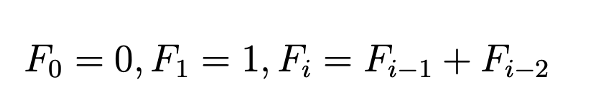 F₀ = 0, F₁ = 1, Fᵢ = Fᵢ₋₁ + Fᵢ₋₂